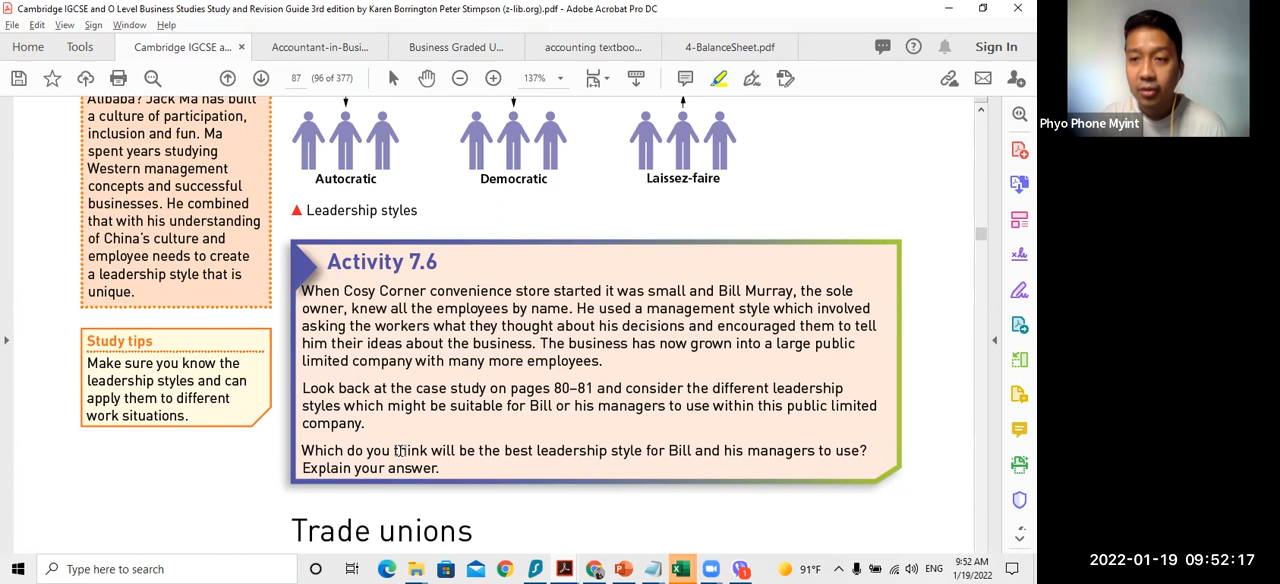 Cambridge IGCSE and O Level Business Studies Study and Revision Guide 3rd edition by Karen Borrington Peter Stimpson (z-lib.org).pdf - Adobe Acrobat Pro DC
File Edit View Sign Window Help
Home Tools Cambridge IGCSE a... × Accountant-in-Busi... Business Graded U... accounting textboo... 4-BalanceSheet.pdf Sign In
87 (96 of 377) 137%
Alibaba? Jack Ma has built
a culture of participation,
inclusion and fun. Ma
spent years studying
Western management
concepts and successful
businesses. He combined
that with his understanding
of China's culture and
employee needs to create
a leadership style that is
unique.
Study tips
Make sure you know the
leadership styles and can
apply them to different
work situations.
Autocratic Democratic Laissez-faire
Leadership styles
Activity 7.6
When Cosy Corner convenience store started it was small and Bill Murray, the sole
owner, knew all the employees by name. He used a management style which involved
asking the workers what they thought about his decisions and encouraged them to tell
him their ideas about the business. The business has now grown into a large public
limited company with many more employees.
Look back at the case study on pages 80–81 and consider the different leadership
styles which might be suitable for Bill or his managers to use within this public limited
company.
Which do you think will be the best leadership style for Bill and his managers to use?
Explain your answer.
Trade unions
Phyo Phone Myint
Type here to search
91°F ENG 9:52 AM
1/19/2022
2022-01-19 09:52:17